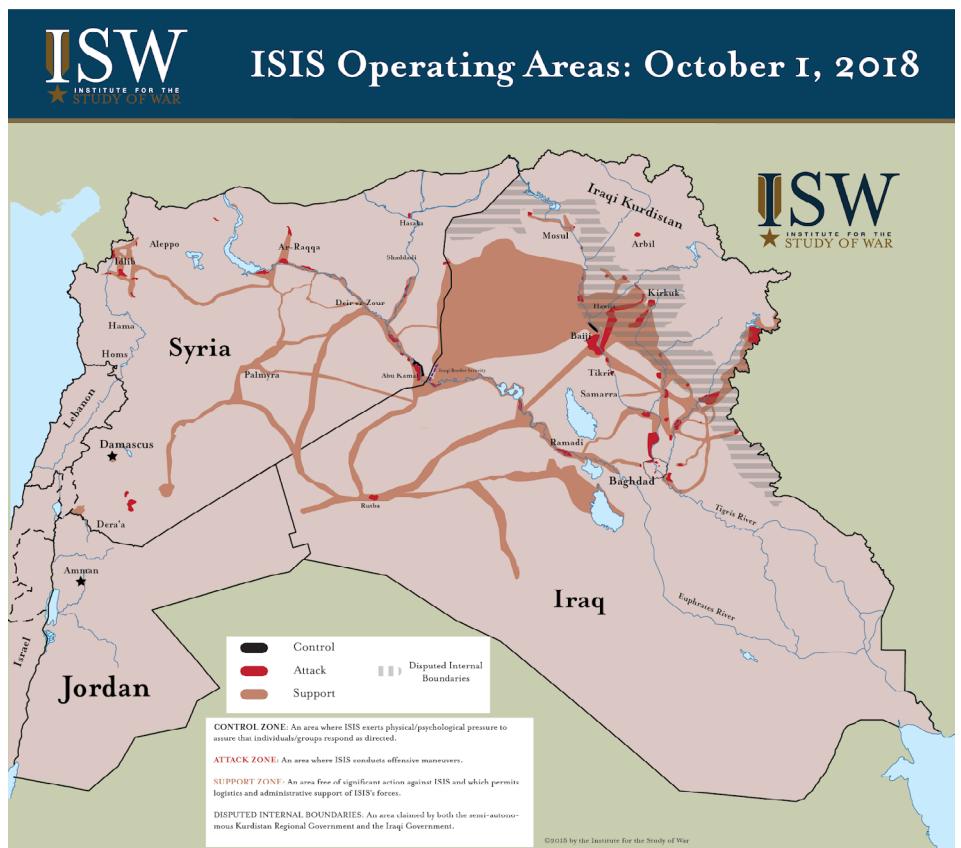 ISW
INSTITUTE FOR THE
STUDY OF WAR
ISIS Operating Areas: October 1, 2018
ISW
INSTITUTE FOR THE
STUDY OF WAR
Iraqi Kurdistan
Hasaka
Mosul
Arbil
Aleppo
Ar-Raqqa
Idlib
Shaddadi
Kirkuk
Deir ez-Zour
Hama
Baiji
Homs
Syria
Abu Kamal
Iraqi Border Security
Palmyra
Tikrit
Samarra
Lebanon
Damascus
Ramadi
Baghdad
Rutba
Tigris River
Dera'a
Amman
Iraq
Euphrates River
Israel
Jordan
Control
Attack
Support
Disputed Internal
Boundaries
CONTROL ZONE: An area where ISIS exerts physical/psychological pressure to
assure that individuals/groups respond as directed.
ATTACK ZONE: An area where ISIS conducts offensive maneuvers.
SUPPORT ZONE: An area free of significant action against ISIS and which permits
logistics and administrative support of ISIS's forces.
DISPUTED INTERNAL BOUNDARIES: An area claimed by both the semi-autono-
mous Kurdistan Regional Government and the Iraqi Government.
©2018 by the Institute for the Study of War